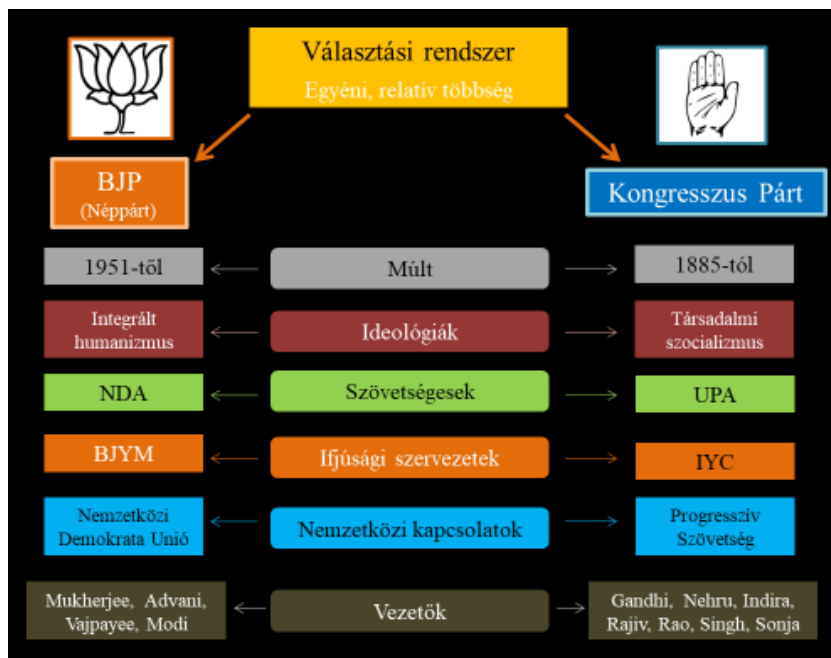 Választási rendszer
Egyéni, relatív többség
BJP
(Néppárt)
Kongresszus Párt
1951-től
Múlt
1885-tól
Integrált
humanizmus
Ideológiák
Társadalmi
szocializmus
NDA
Szövetségesek
UPA
BJYM
Ifjúsági szervezetek
IYC
Nemzetközi
Demokrata Unió
Nemzetközi kapcsolatok
Progresszív
Szövetség
Mukherjee, Advani,
Vajpayee, Modi
Vezetők
Gandhi, Nehru, Indira,
Rajiv, Rao, Singh, Sonja